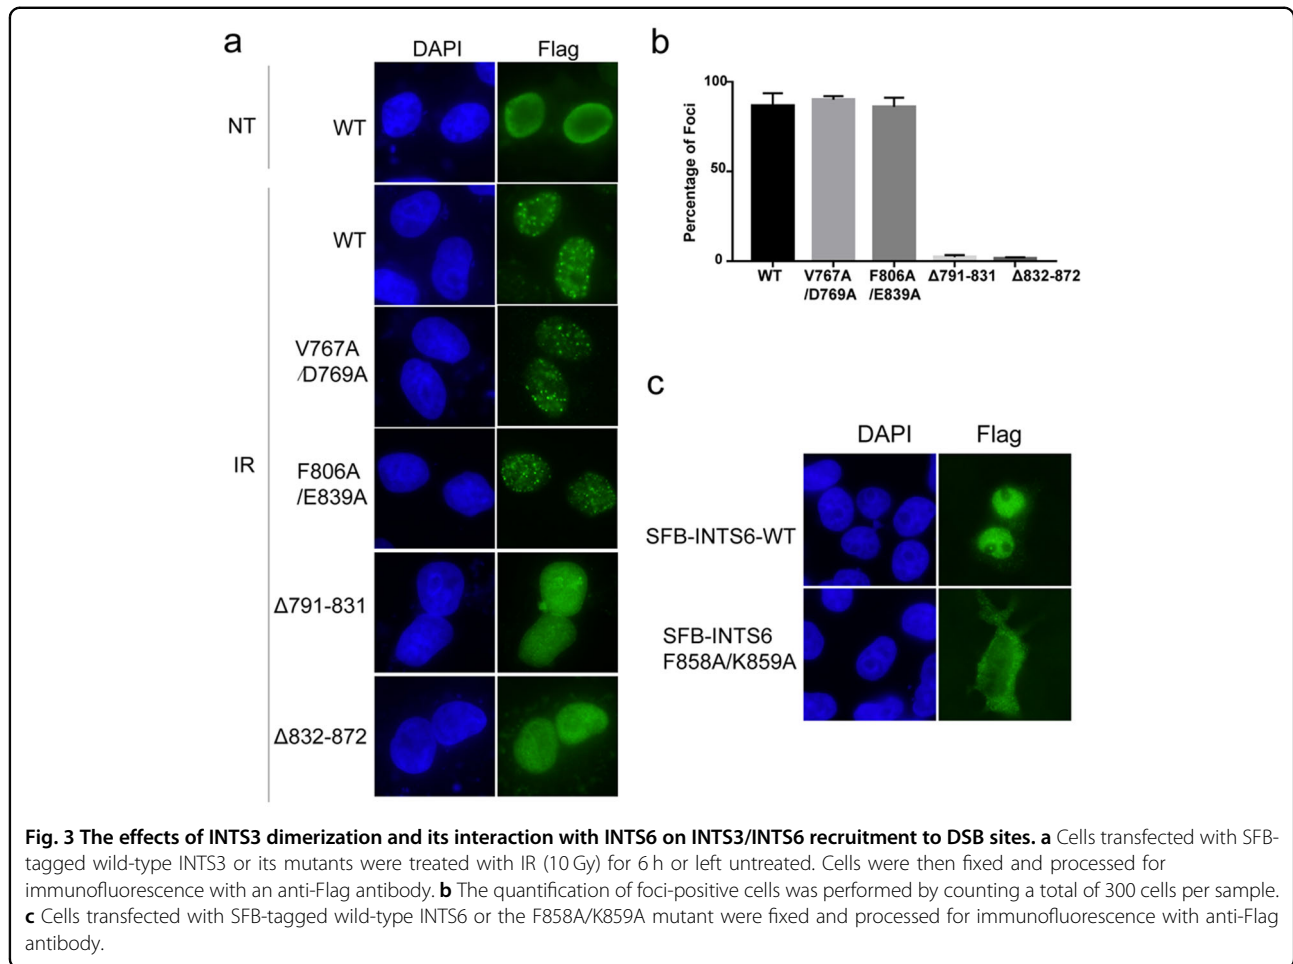 a
DAPI Flag
NT
WT
WT
V767A
/D769A
IR
F806A
/E839A
Δ791-831
Δ832-872
b
Percentage of Foci
100
50
0
WT V767A F806A Δ791-831 Δ832-872
/D769A /E839A
c
DAPI Flag
SFB-INTS6-WT
SFB-INTS6
F858A/K859A
Fig. 3 The effects of INTS3 dimerization and its interaction with INTS6 on INTS3/INTS6 recruitment to DSB sites. a Cells transfected with SFB-
tagged wild-type INTS3 or its mutants were treated with IR (10 Gy) for 6 h or left untreated. Cells were then fixed and processed for
immunofluorescence with an anti-Flag antibody. b The quantification of foci-positive cells was performed by counting a total of 300 cells per sample.
c Cells transfected with SFB-tagged wild-type INTS6 or the F858A/K859A mutant were fixed and processed for immunofluorescence with anti-Flag
antibody.